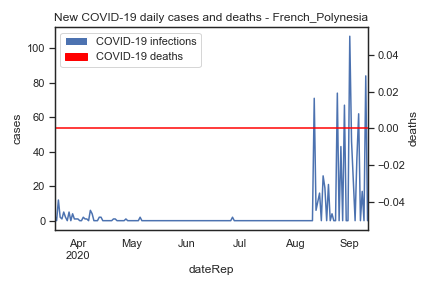 New COVID-19 daily cases and deaths - French_Polynesia
COVID-19 infections
COVID-19 deaths
cases
100
80
60
40
20
0
deaths
0.04
0.02
0.00
−0.02
−0.04
Apr May Jun Jul Aug Sep
2020
dateRep